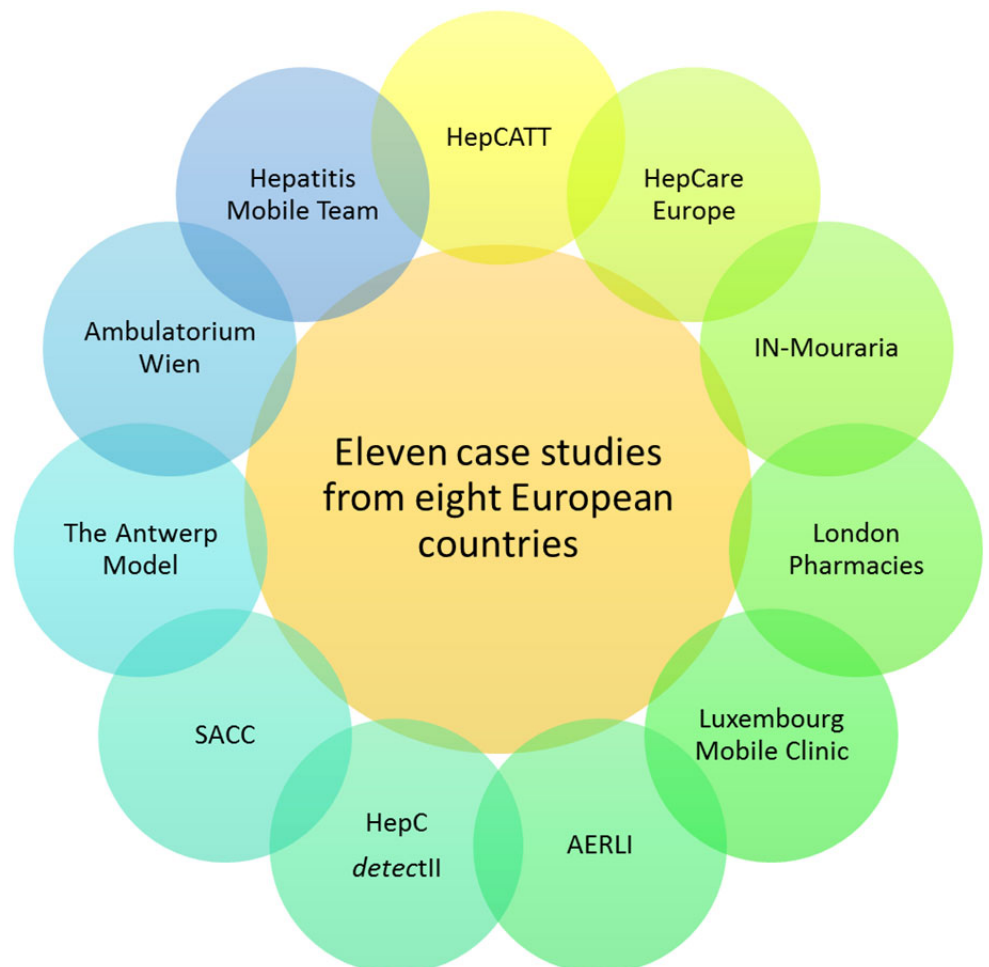 HepCATT
HepCare
Europe
IN-Mouraria
London
Pharmacies
Luxembourg
Mobile Clinic
AERLI
HepC
detectII
SACC
The Antwerp
Model
Ambulatorium
Wien
Hepatitis
Mobile Team
Eleven case studies
from eight European
countries